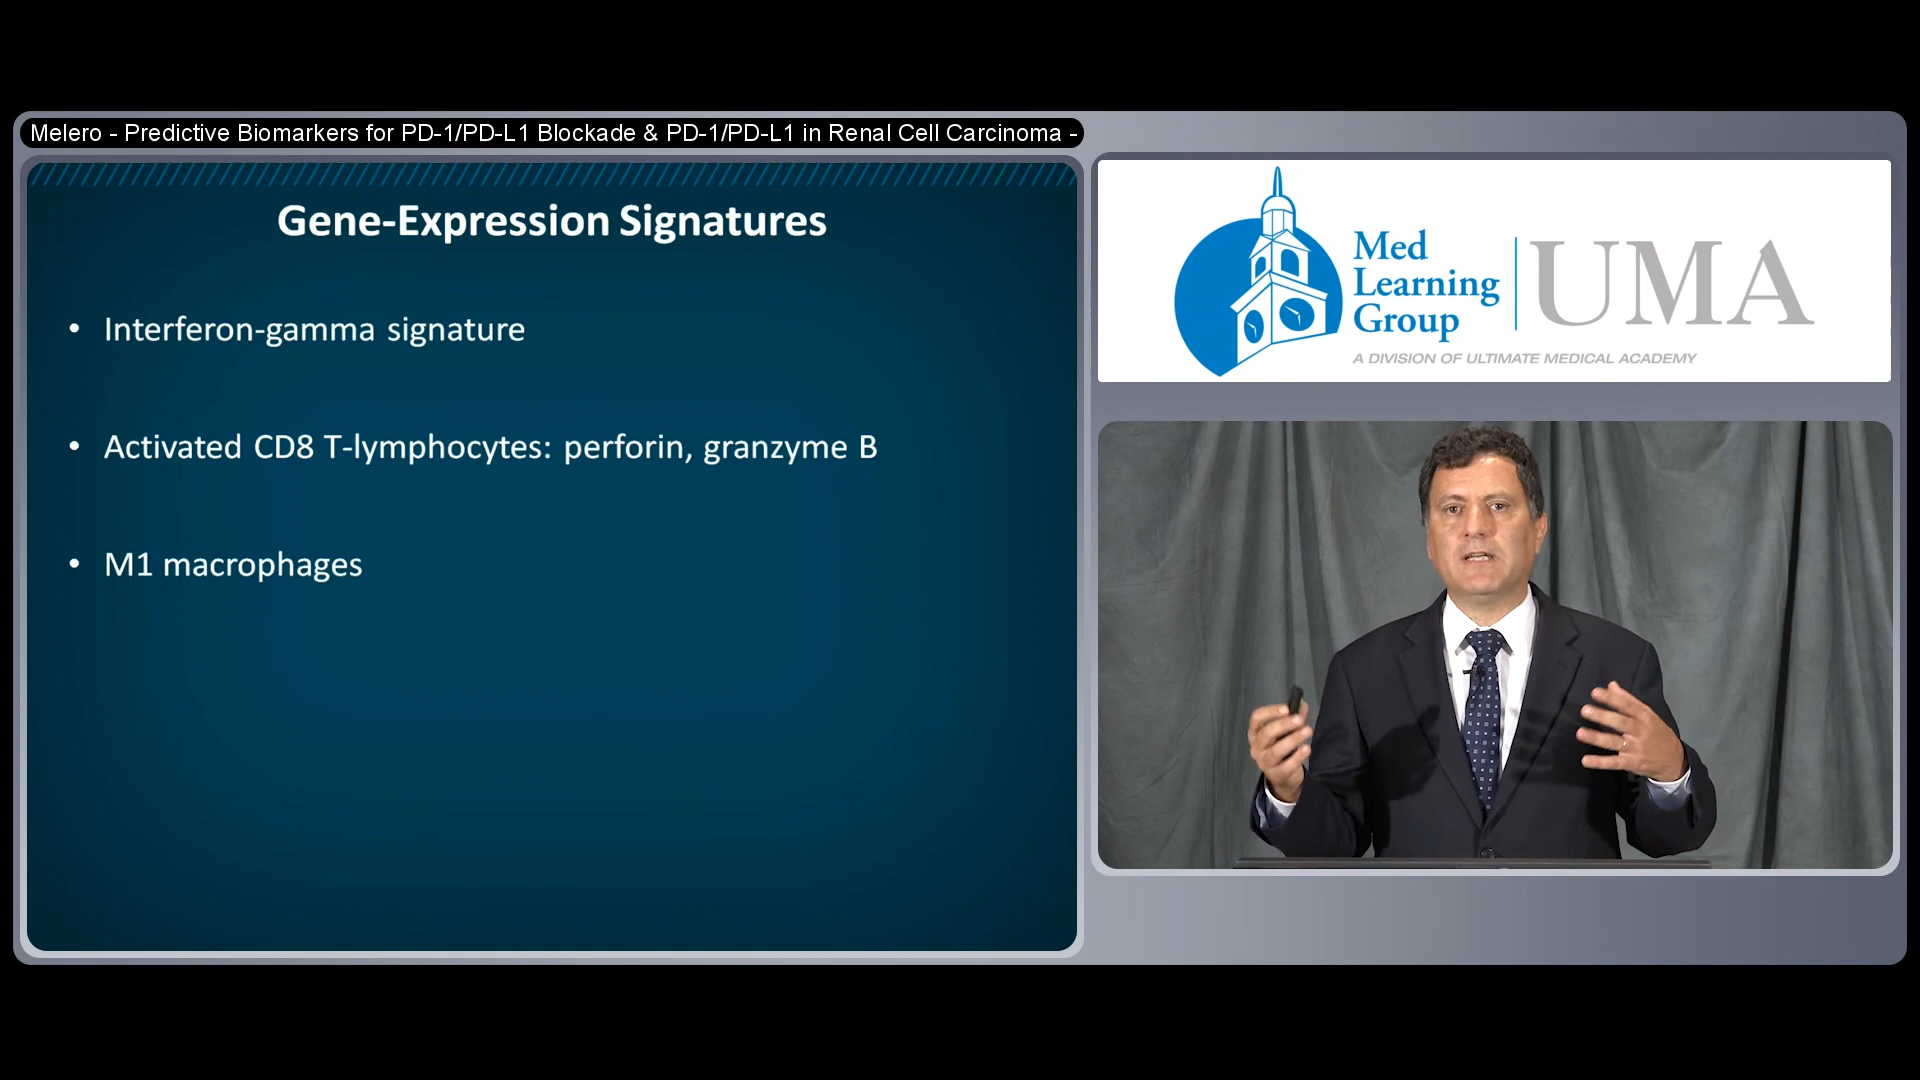 Melero - Predictive Biomarkers for PD-1/PD-L1 Blockade & PD-1/PD-L1 in Renal Cell Carcinoma -
Gene-Expression Signatures
• Interferon-gamma signature
• Activated CD8 T-lymphocytes: perforin, granzyme B
• M1 macrophages
Med
Learning
Group
UMA
A DIVISION OF ULTIMATE MEDICAL ACADEMY